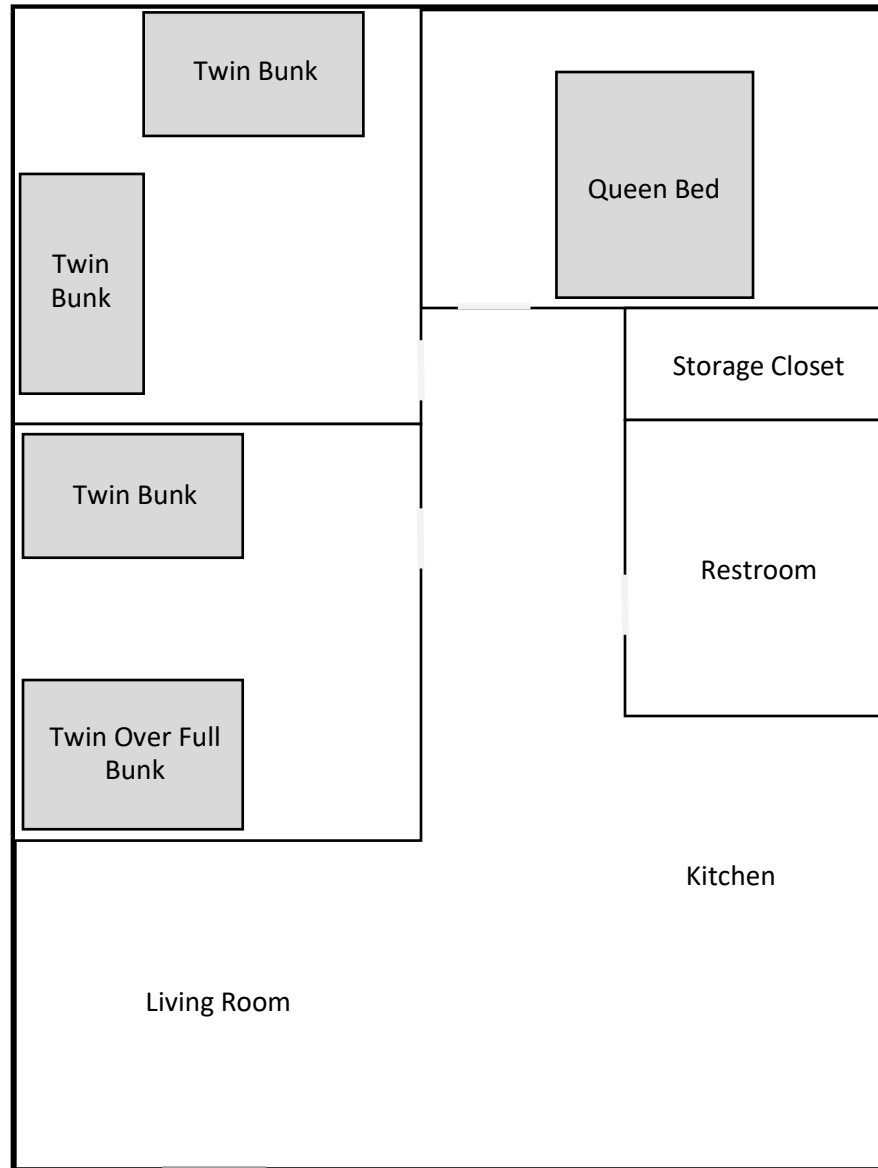 Twin Bunk
Queen Bed
Twin
Bunk
Storage Closet
Twin Bunk
Restroom
Twin Over Full
Bunk
Kitchen
Living Room